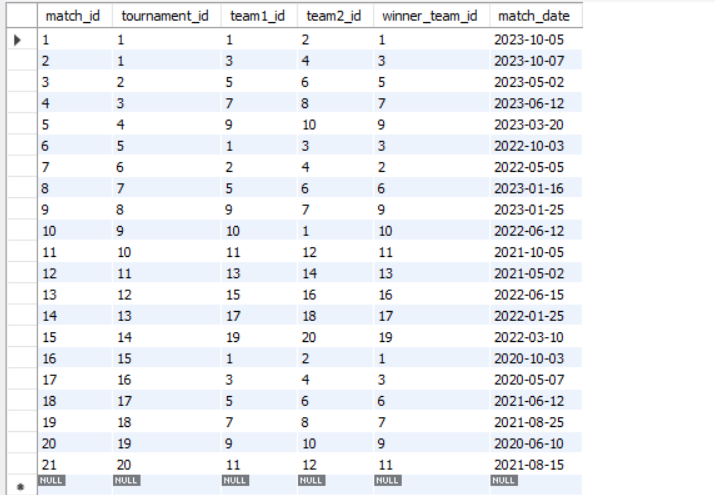 match_id tournament_id team1_id team2_id winner_team_id match_date
1 1 1 2 1 2023-10-05
2 1 3 4 3 2023-10-07
3 2 5 6 5 2023-05-02
4 3 7 8 7 2023-06-12
5 4 9 10 9 2023-03-20
6 5 1 3 3 2022-10-03
7 6 2 4 2 2022-05-05
8 7 5 6 6 2023-01-16
9 8 9 7 9 2023-01-25
10 9 10 1 10 2022-06-12
11 10 11 12 11 2021-10-05
12 11 13 14 13 2021-05-02
13 12 15 16 16 2022-06-15
14 13 17 18 17 2022-01-25
15 14 19 20 19 2022-03-10
16 15 1 2 1 2020-10-03
17 16 3 4 3 2020-05-07
18 17 5 6 6 2021-06-12
19 18 7 8 7 2021-08-25
20 19 9 10 9 2020-06-10
21 20 11 12 11 2021-08-15
NULL NULL NULL NULL NULL NULL